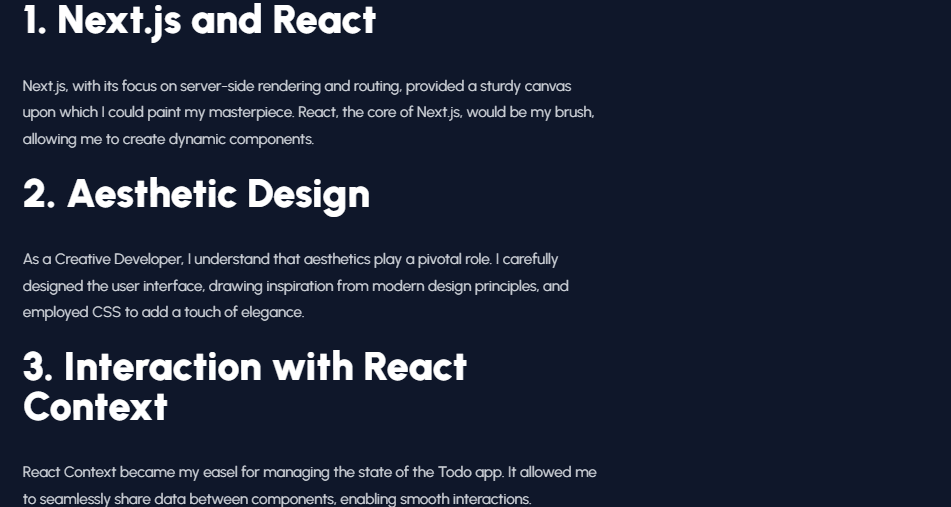 1. Next.js and React
Next.js, with its focus on server-side rendering and routing, provided a sturdy canvas
upon which I could paint my masterpiece. React, the core of Next.js, would be my brush,
allowing me to create dynamic components.
2. Aesthetic Design
As a Creative Developer, I understand that aesthetics play a pivotal role. I carefully
designed the user interface, drawing inspiration from modern design principles, and
employed CSS to add a touch of elegance.
3. Interaction with React
Context
React Context became my easel for managing the state of the Todo app. It allowed me
to seamlessly share data between components, enabling smooth interactions.